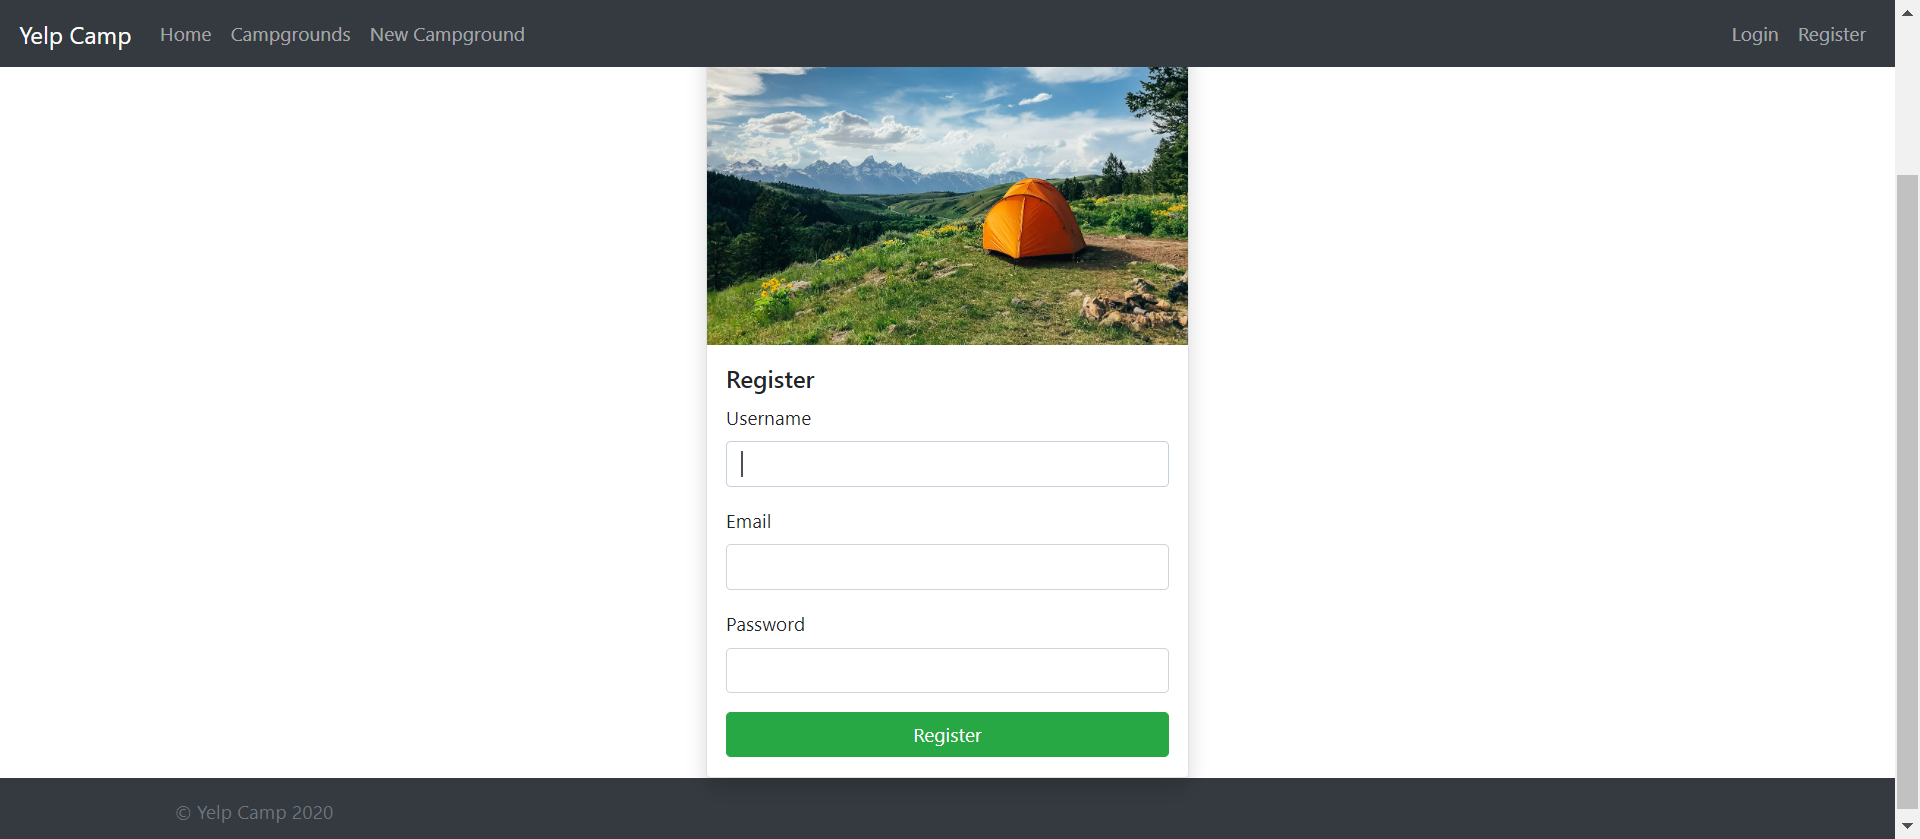 Yelp Camp Home Campgrounds New Campground Login Register
Register
Username
Email
Password
Register
© Yelp Camp 2020